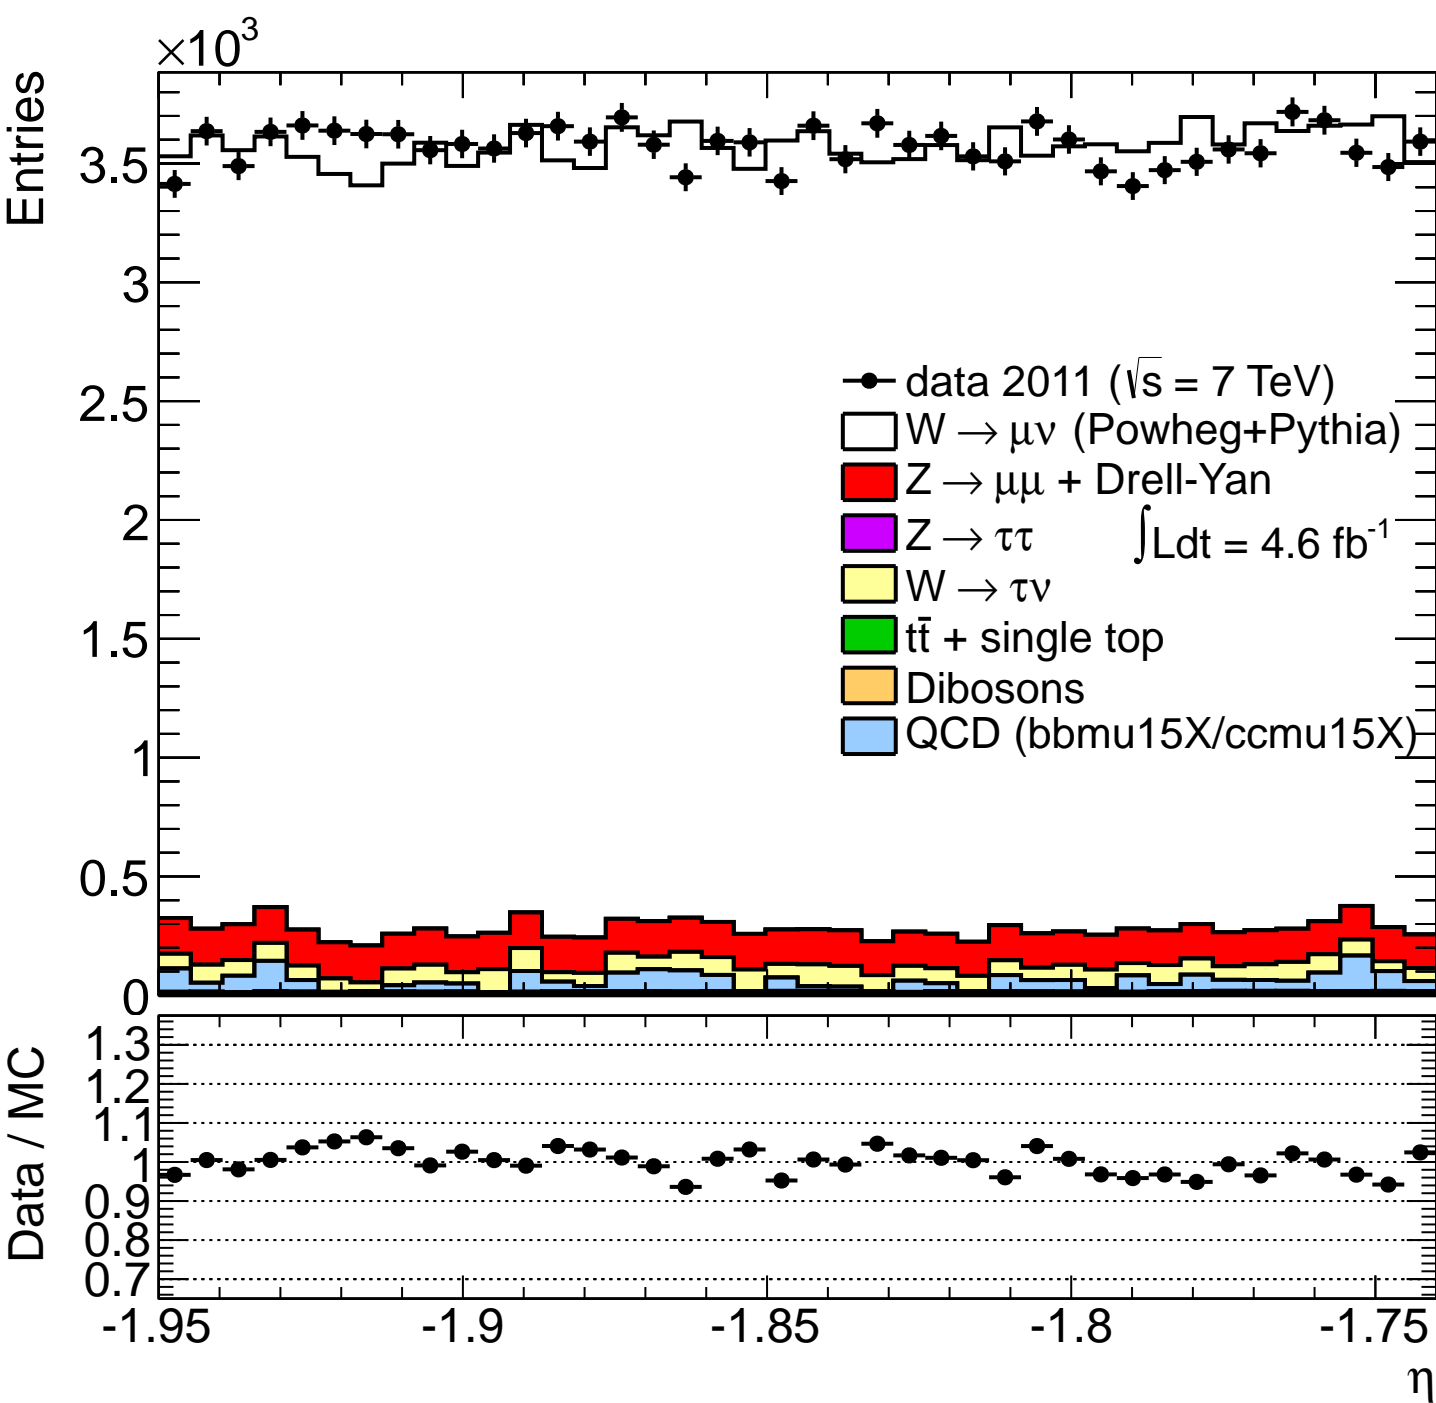 ×10³
Entries
3.5
3
2.5
2
1.5
1
0.5
0
data 2011 (√s = 7 TeV)
W → μν (Powheg+Pythia)
Z → μμ + Drell-Yan
Z → ττ
∫Ldt = 4.6 fb⁻¹
W → τν
tt̄ + single top
Dibosons
QCD (bbmu15X/ccmu15X)
Data / MC
1.3
1.2
1.1
1
0.9
0.8
0.7
-1.95 -1.9 -1.85 -1.8 -1.75
η